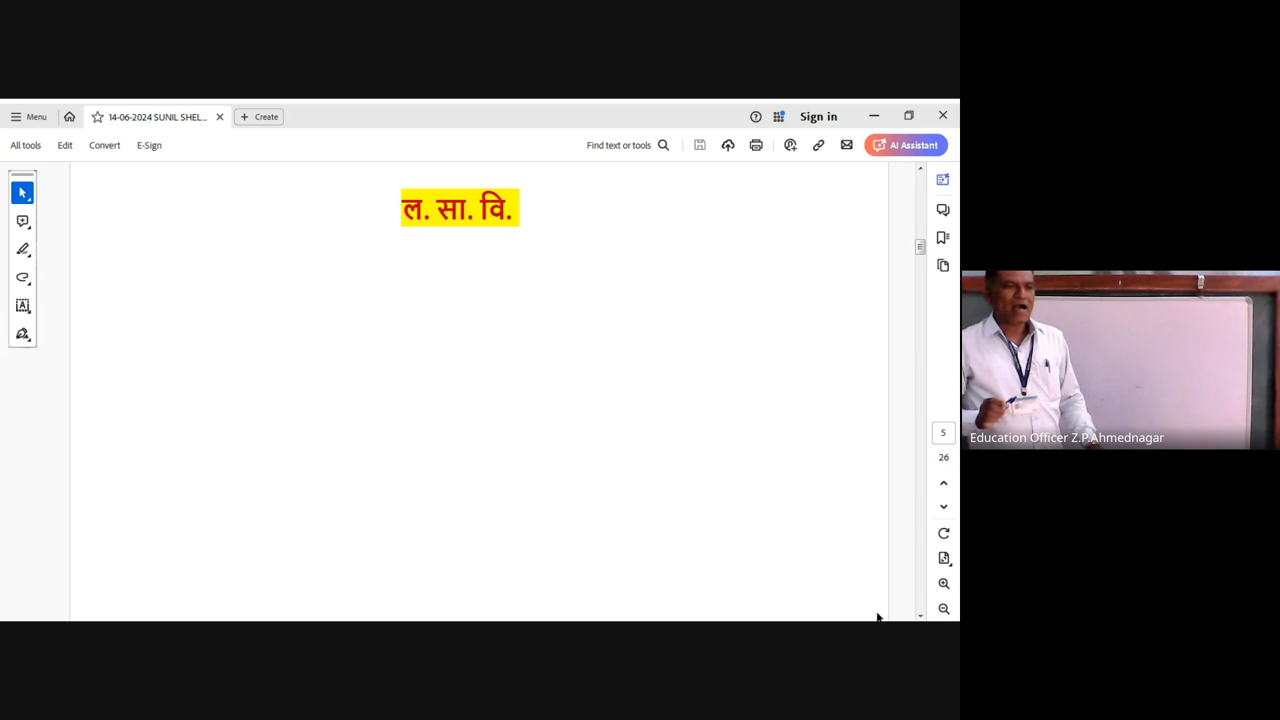 Menu
14-06-2024 SUNIL SHEL...
Create
Sign in
All tools
Edit
Convert
E-Sign
Find text or tools
AI Assistant
ल. सा. वि.
5
26
Education Officer Z.P.Ahmednagar